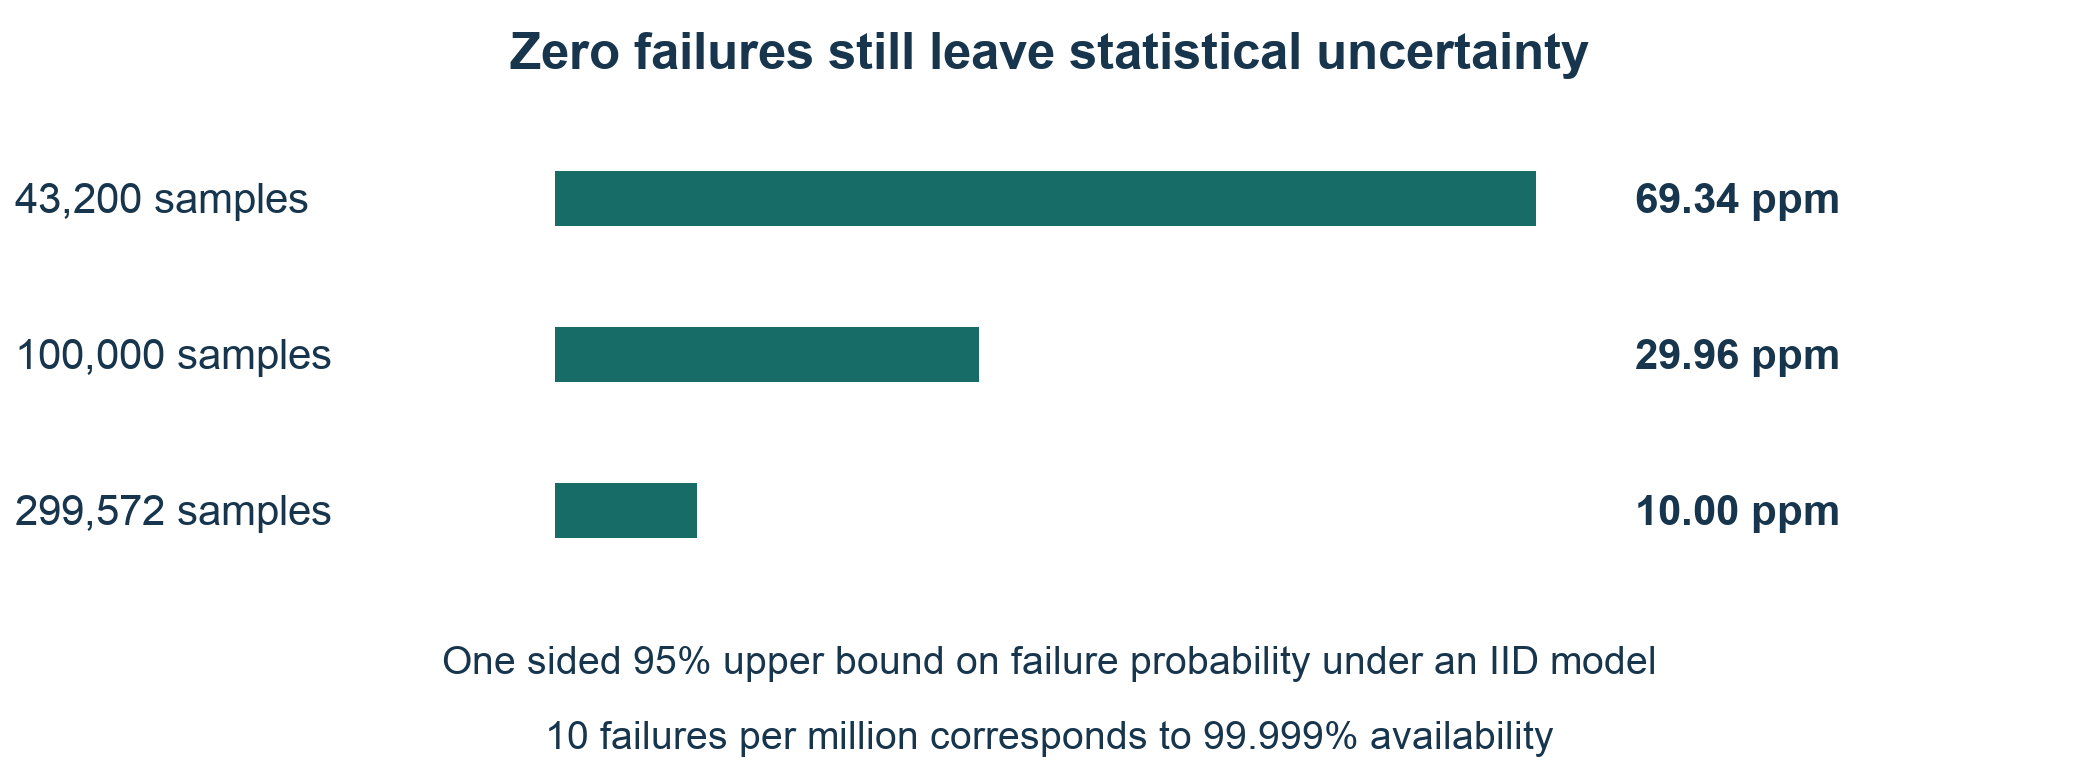 Zero failures still leave statistical uncertainty
43,200 samples 69.34 ppm
100,000 samples 29.96 ppm
299,572 samples 10.00 ppm
One sided 95% upper bound on failure probability under an IID model
10 failures per million corresponds to 99.999% availability